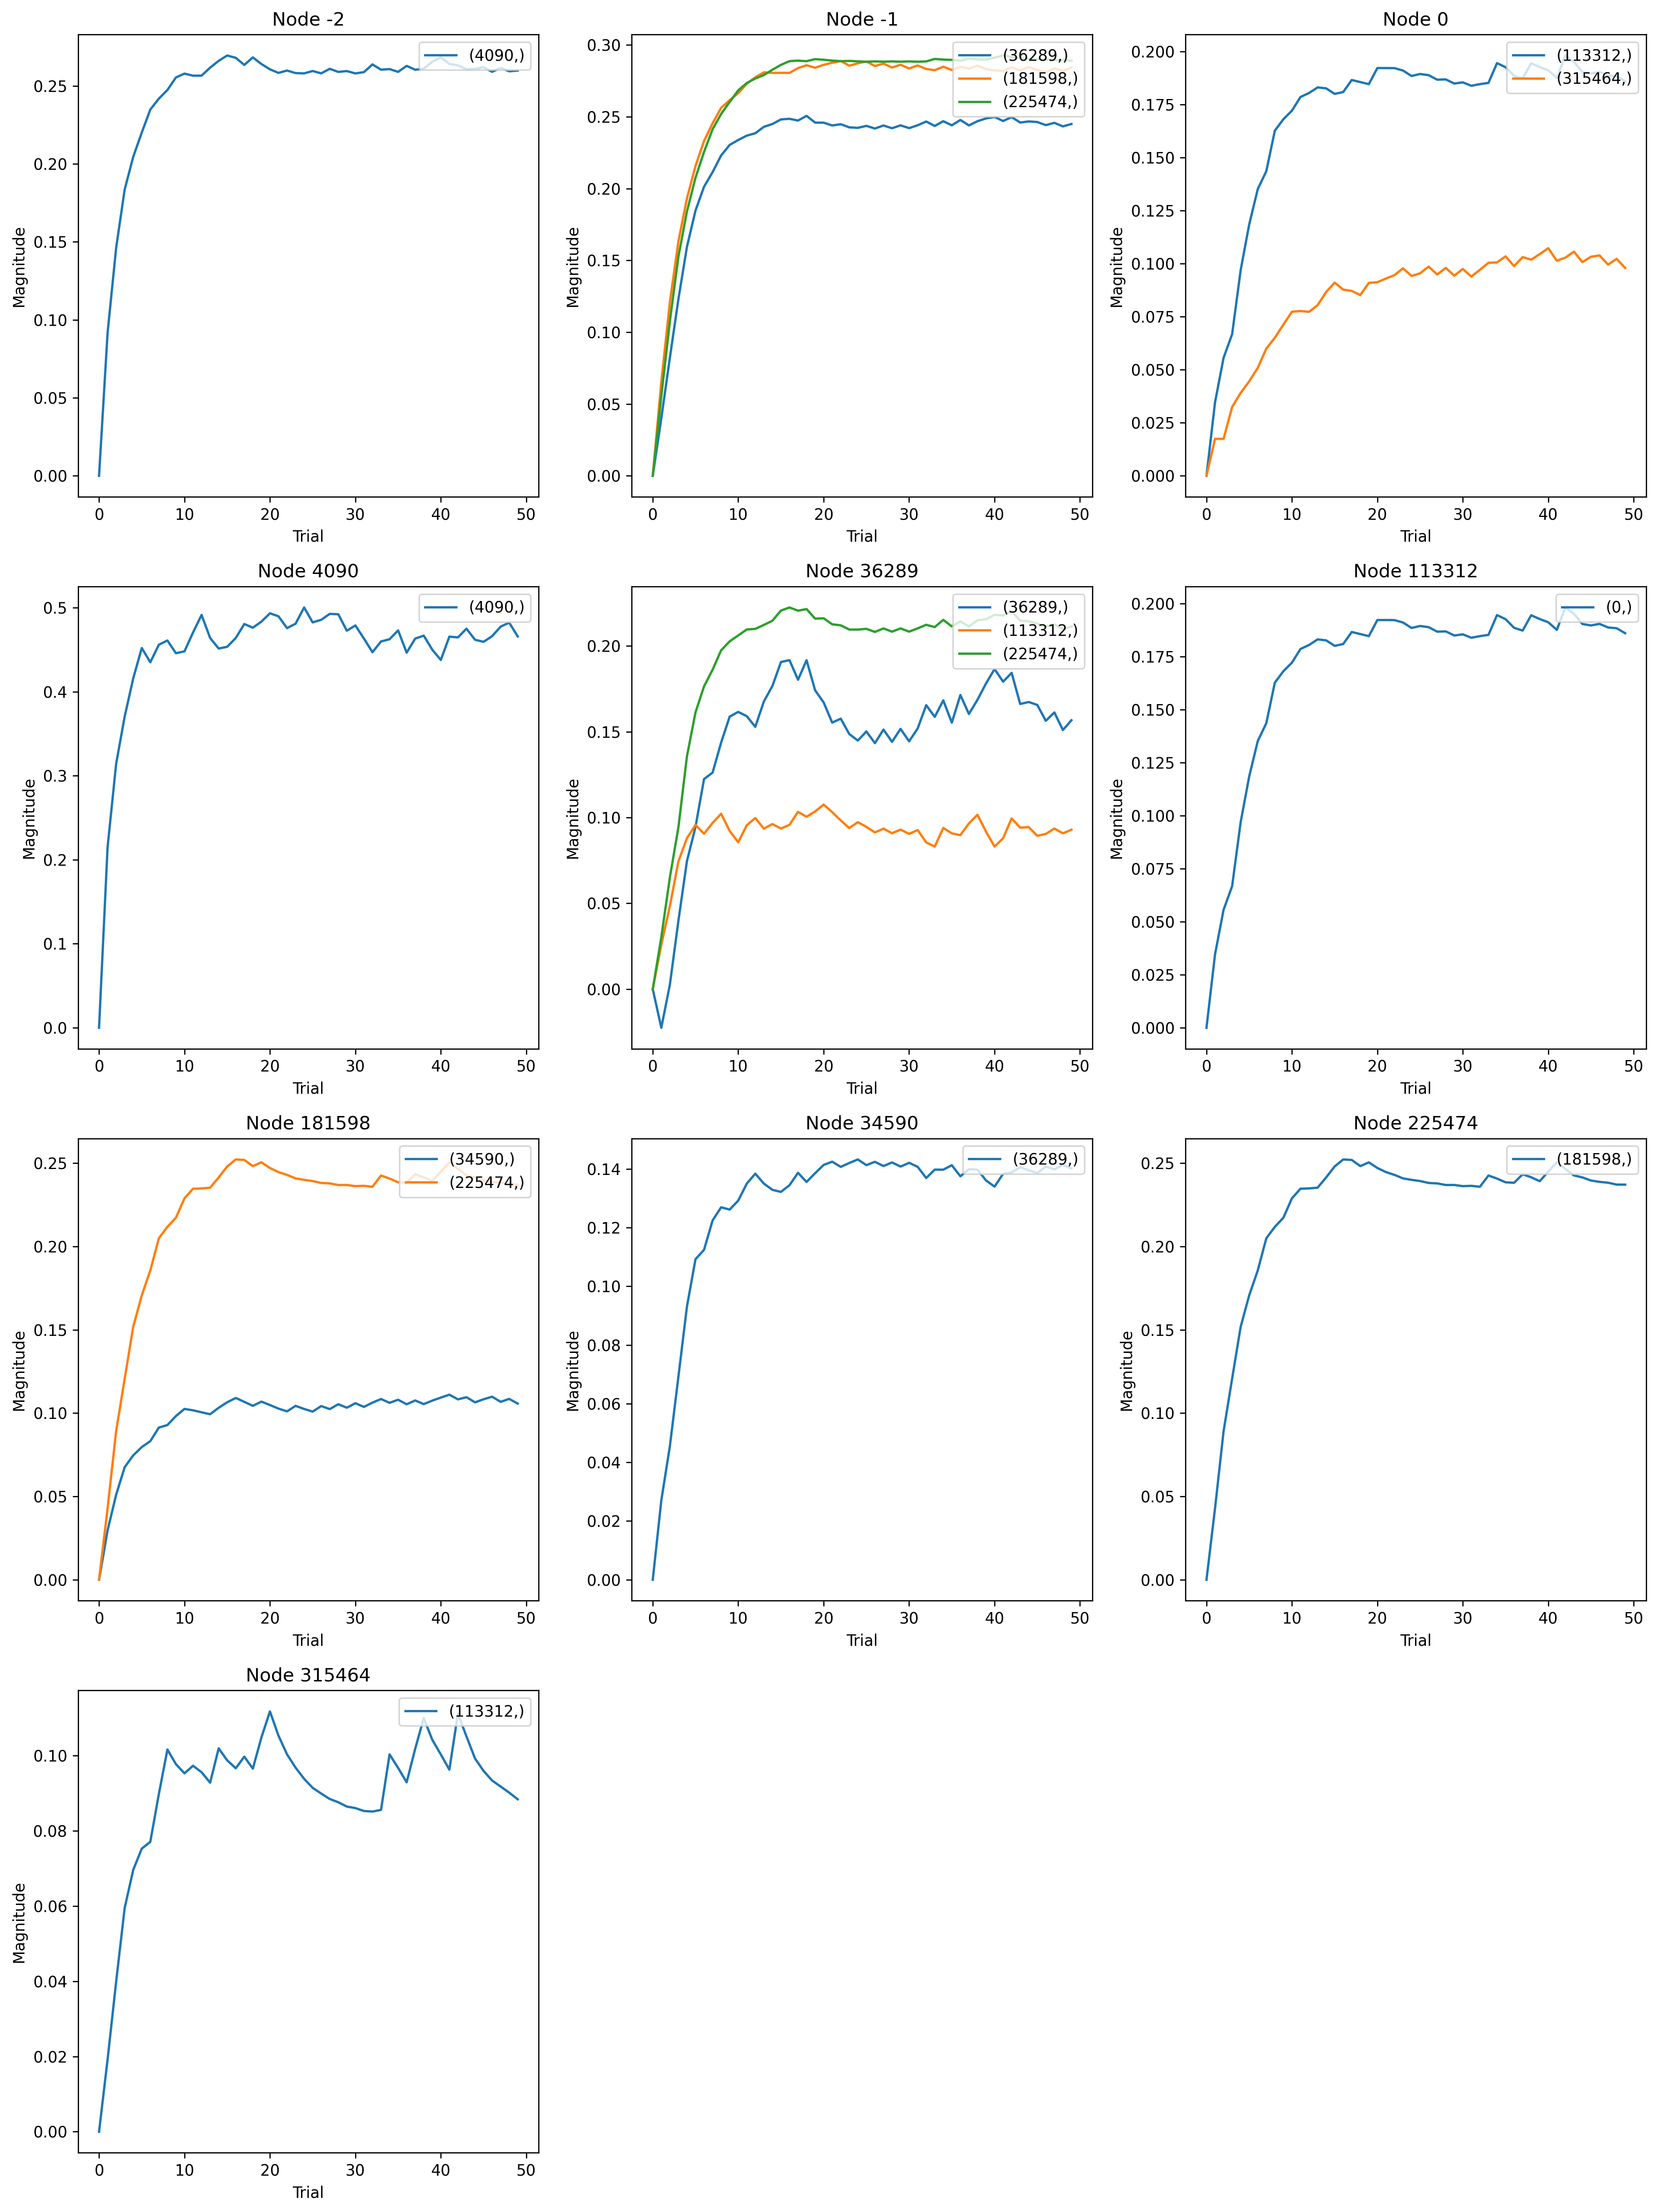 Node -2
Magnitude
0.25
0.20
0.15
0.10
0.05
0.00
(4090,)
0 10 20 30 40 50
Trial
Node -1
Magnitude
0.30
0.25
0.20
0.15
0.10
0.05
0.00
(36289,)
(181598,)
(225474,)
0 10 20 30 40 50
Trial
Node 0
Magnitude
0.200
0.175
0.150
0.125
0.100
0.075
0.050
0.025
0.000
(113312,)
(315464,)
0 10 20 30 40 50
Trial
Node 4090
Magnitude
0.5
0.4
0.3
0.2
0.1
0.0
(4090,)
0 10 20 30 40 50
Trial
Node 36289
Magnitude
0.20
0.15
0.10
0.05
0.00
(36289,)
(113312,)
(225474,)
0 10 20 30 40 50
Trial
Node 113312
Magnitude
0.200
0.175
0.150
0.125
0.100
0.075
0.050
0.025
0.000
(0,)
0 10 20 30 40 50
Trial
Node 181598
Magnitude
0.25
0.20
0.15
0.10
0.05
0.00
(34590,)
(225474,)
0 10 20 30 40 50
Trial
Node 34590
Magnitude
0.14
0.12
0.10
0.08
0.06
0.04
0.02
0.00
(36289,)
0 10 20 30 40 50
Trial
Node 225474
Magnitude
0.25
0.20
0.15
0.10
0.05
0.00
(181598,)
0 10 20 30 40 50
Trial
Node 315464
Magnitude
0.10
0.08
0.06
0.04
0.02
0.00
(113312,)
0 10 20 30 40 50
Trial